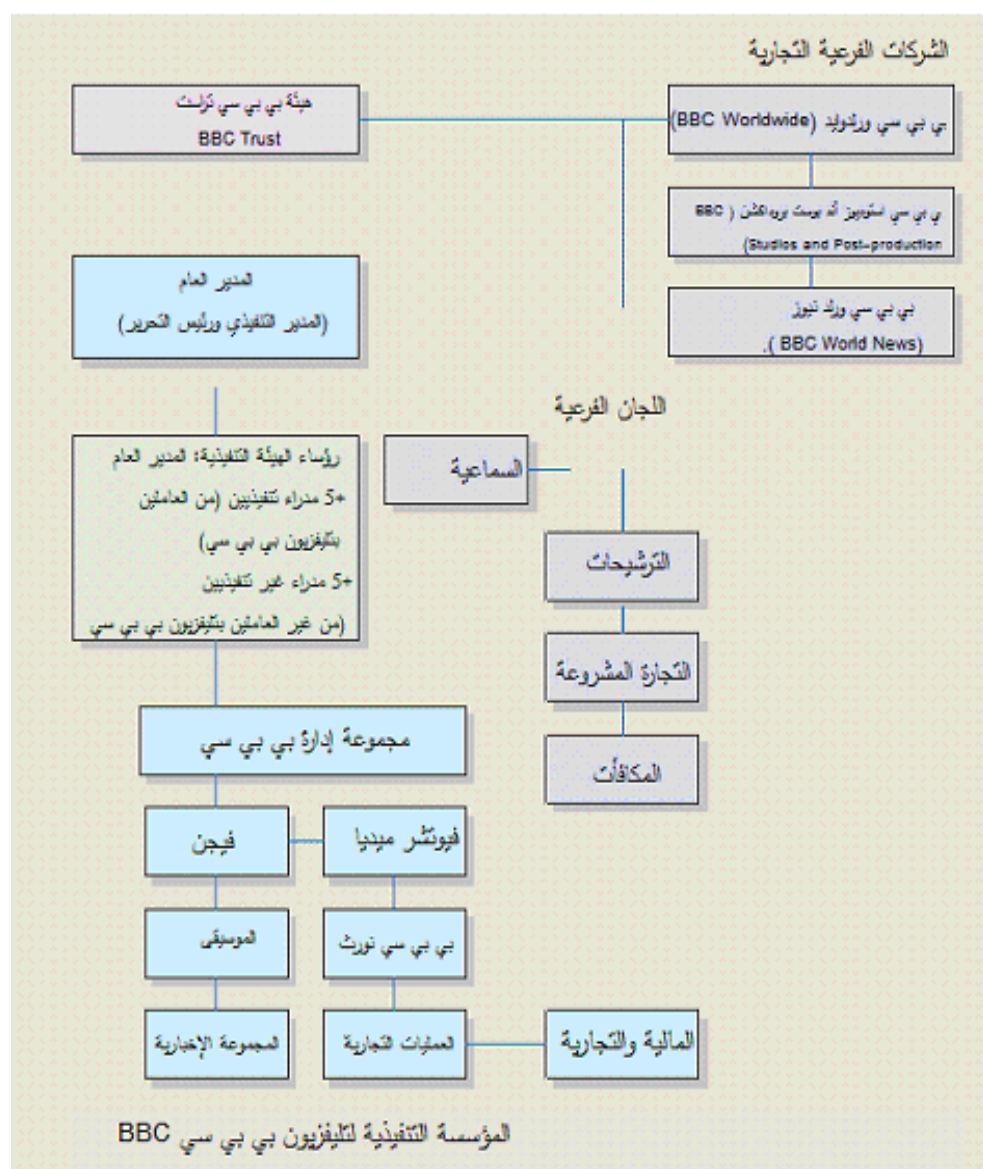 الشركات الفرعية التجارية
هيئة بي بي سي تراست
BBC Trust
بي بي سي ورلدوايد (BBC Worldwide)
بي بي سي استوديوز أند بوست بروداكشن ( BBC
Studios and Post-production)
بي بي سي ورلد نيوز
(BBC World News ).
المدير العام
(المدير التنفيذي ورئيس التحرير)
اللجان الفرعية
رؤساء الهيئة التنفيذية: المدير العام
+5 مدراء تنفيذيين (من العاملين
بتليفزيون بي بي سي)
+5 مدراء غير تنفيذيين
(من غير العاملين بتليفزيون بي بي سي
السماعية
الترشيحات
التجارة المشروعة
المكافآت
مجموعة إدارة بي بي سي
فيوتشر ميديا
فيجن
بي بي سي نورث
الموسيقى
المالية والتجارية
العمليات التجارية
المجموعة الإخبارية
المؤسسة التنفيذية لتليفزيون بي بي سي BBC